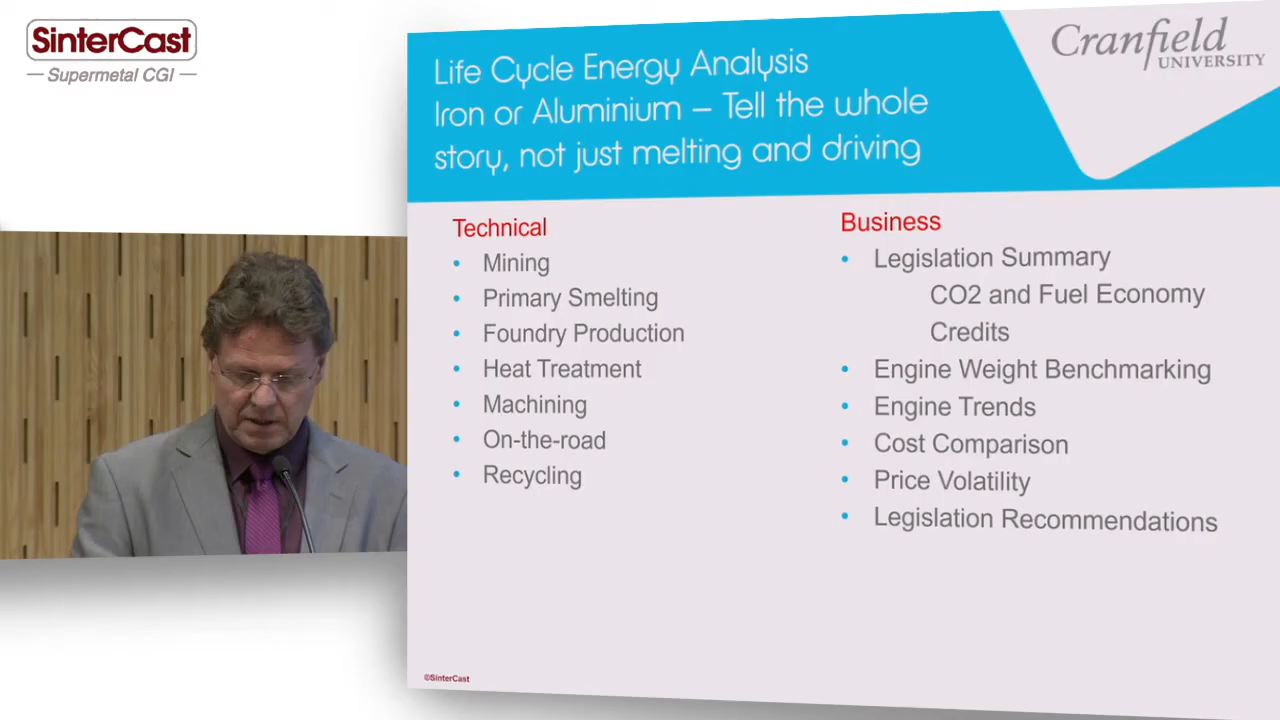 SinterCast
Supermetal CGI
Cranfield
UNIVERSITY
Life Cycle Energy Analysis
Iron or Aluminium – Tell the whole
story, not just melting and driving
Technical
• Mining
• Primary Smelting
• Foundry Production
• Heat Treatment
• Machining
• On-the-road
• Recycling
Business
• Legislation Summary
CO2 and Fuel Economy
Credits
• Engine Weight Benchmarking
• Engine Trends
• Cost Comparison
• Price Volatility
• Legislation Recommendations
©SinterCast